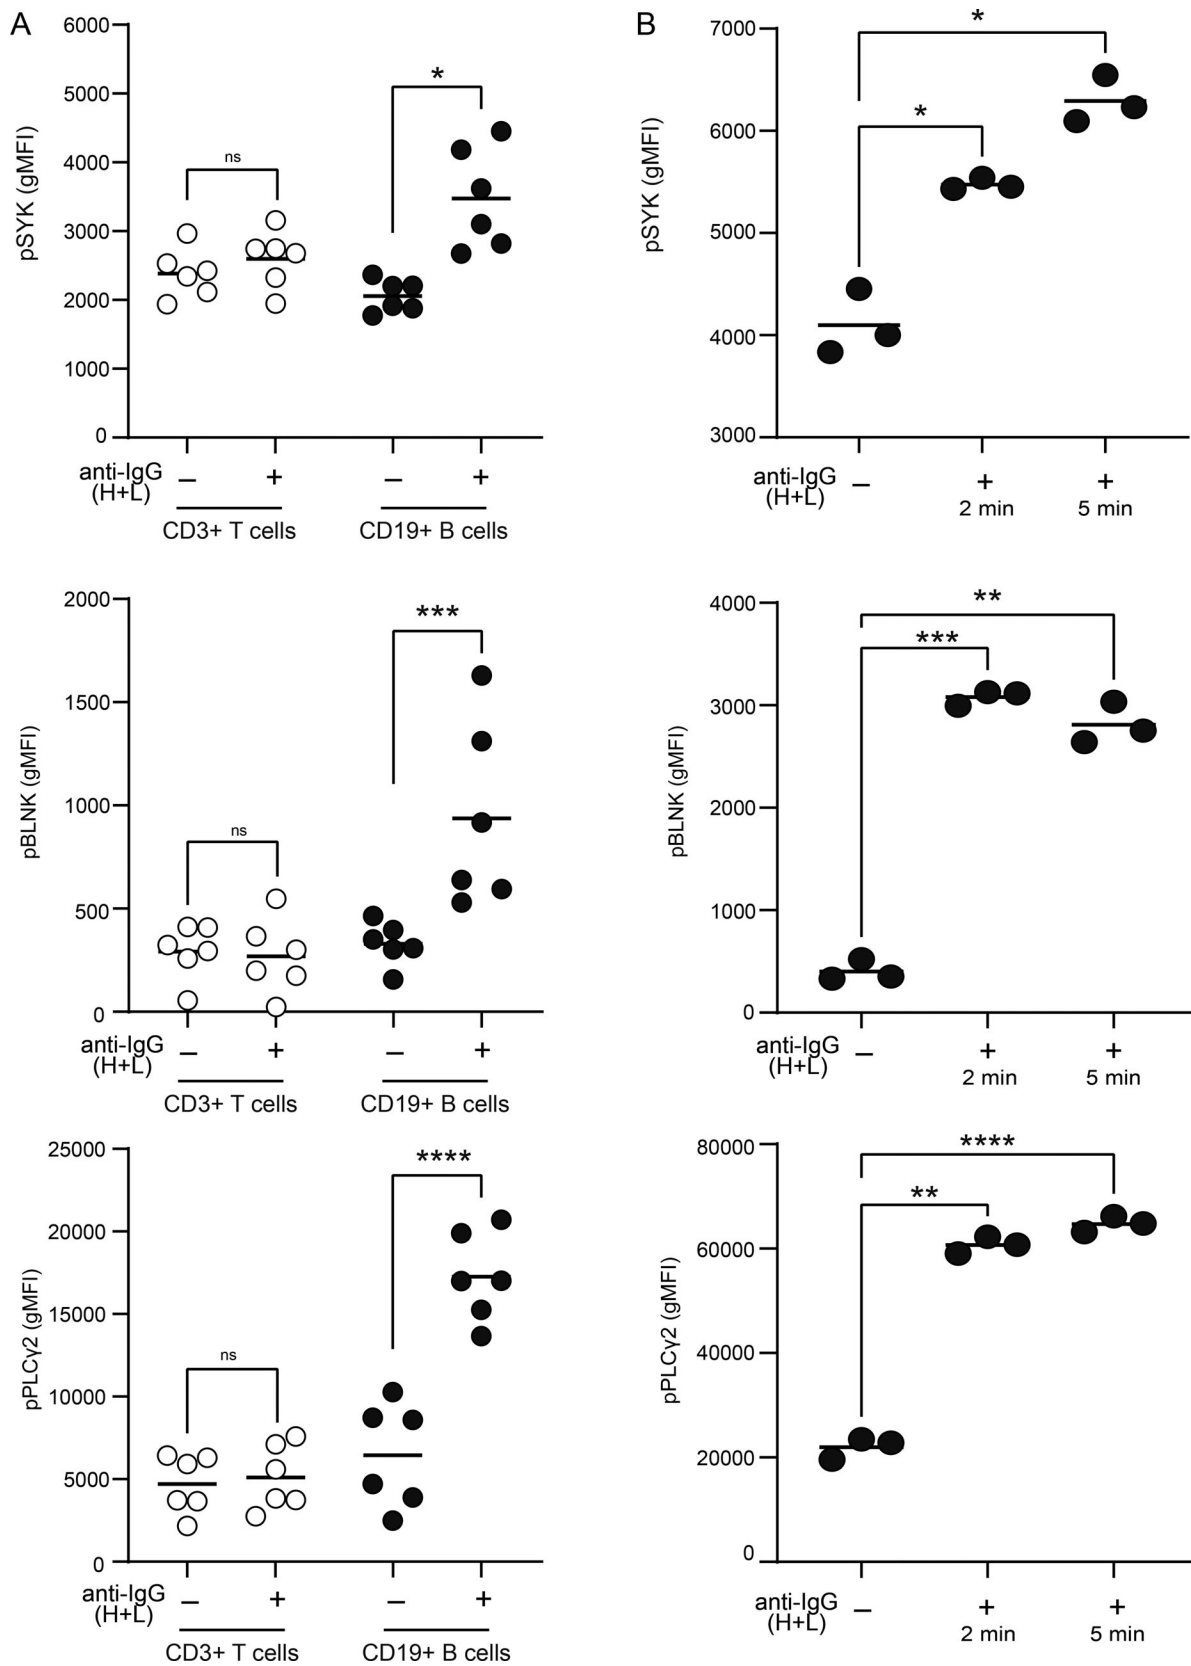 A
pSYK (gMFI)
6000
5000
4000
3000
2000
1000
0
ns
*
anti-IgG
(H+L)
– + – +
CD3+ T cells CD19+ B cells
B
pSYK (gMFI)
7000
6000
5000
4000
3000
*
*
anti-IgG
(H+L)
– + +
2 min 5 min
pBLNK (gMFI)
2000
1500
1000
500
0
ns
***
anti-IgG
(H+L)
– + – +
CD3+ T cells CD19+ B cells
pBLNK (gMFI)
4000
3000
2000
1000
0
**
***
anti-IgG
(H+L)
– + +
2 min 5 min
pPLCγ2 (gMFI)
25000
20000
15000
10000
5000
0
ns
****
anti-IgG
(H+L)
– + – +
CD3+ T cells CD19+ B cells
pPLCγ2 (gMFI)
80000
60000
40000
20000
0
****
**
anti-IgG
(H+L)
– + +
2 min 5 min